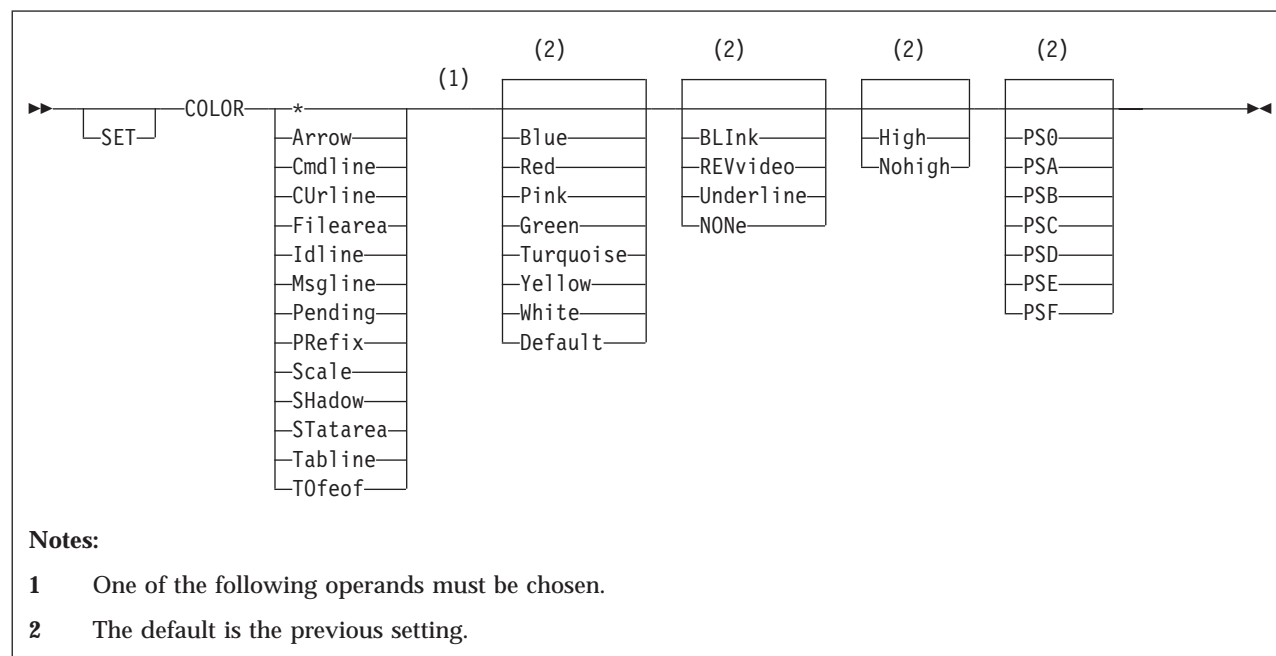 (2) (2) (2) (2)
(1)
COLOR *
SET Arrow Blue BLInk High PS0
Cmdline Red REVvideo Nohigh PSA
CUrline Pink Underline PSB
Filearea Green NONe PSC
Idline Turquoise PSD
Msgline Yellow PSE
Pending White PSF
PRefix Default
Scale
SHadow
STatarea
Tabline
TOfeof
Notes:
1 One of the following operands must be chosen.
2 The default is the previous setting.